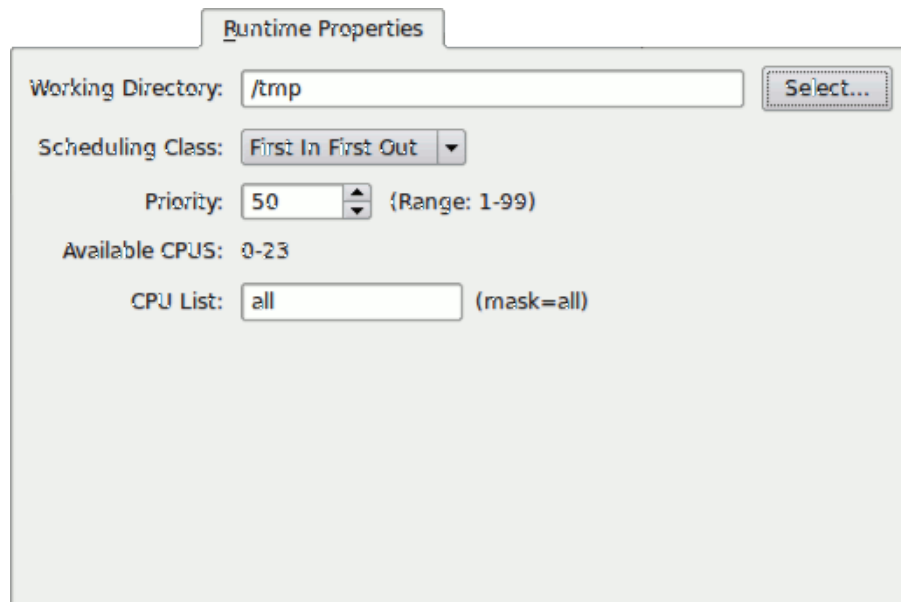 Runtime Properties
Working Directory: /tmp Select...
Scheduling Class: First In First Out
Priority: 50 (Range: 1-99)
Available CPUS: 0-23
CPU List: all (mask=all)